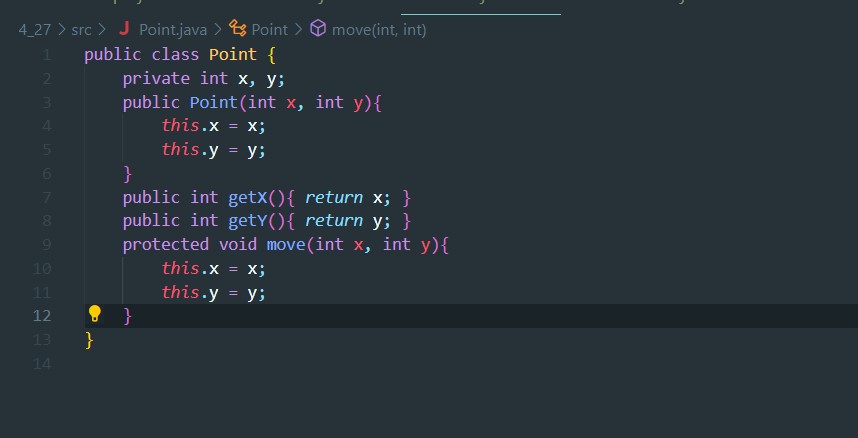 4_27 > src > J Point.java > Point > move(int, int)
1 public class Point {
2 private int x, y;
3 public Point(int x, int y){
4 this.x = x;
5 this.y = y;
6 }
7 public int getX(){ return x; }
8 public int getY(){ return y; }
9 protected void move(int x, int y){
10 this.x = x;
11 this.y = y;
12 }
13 }
14